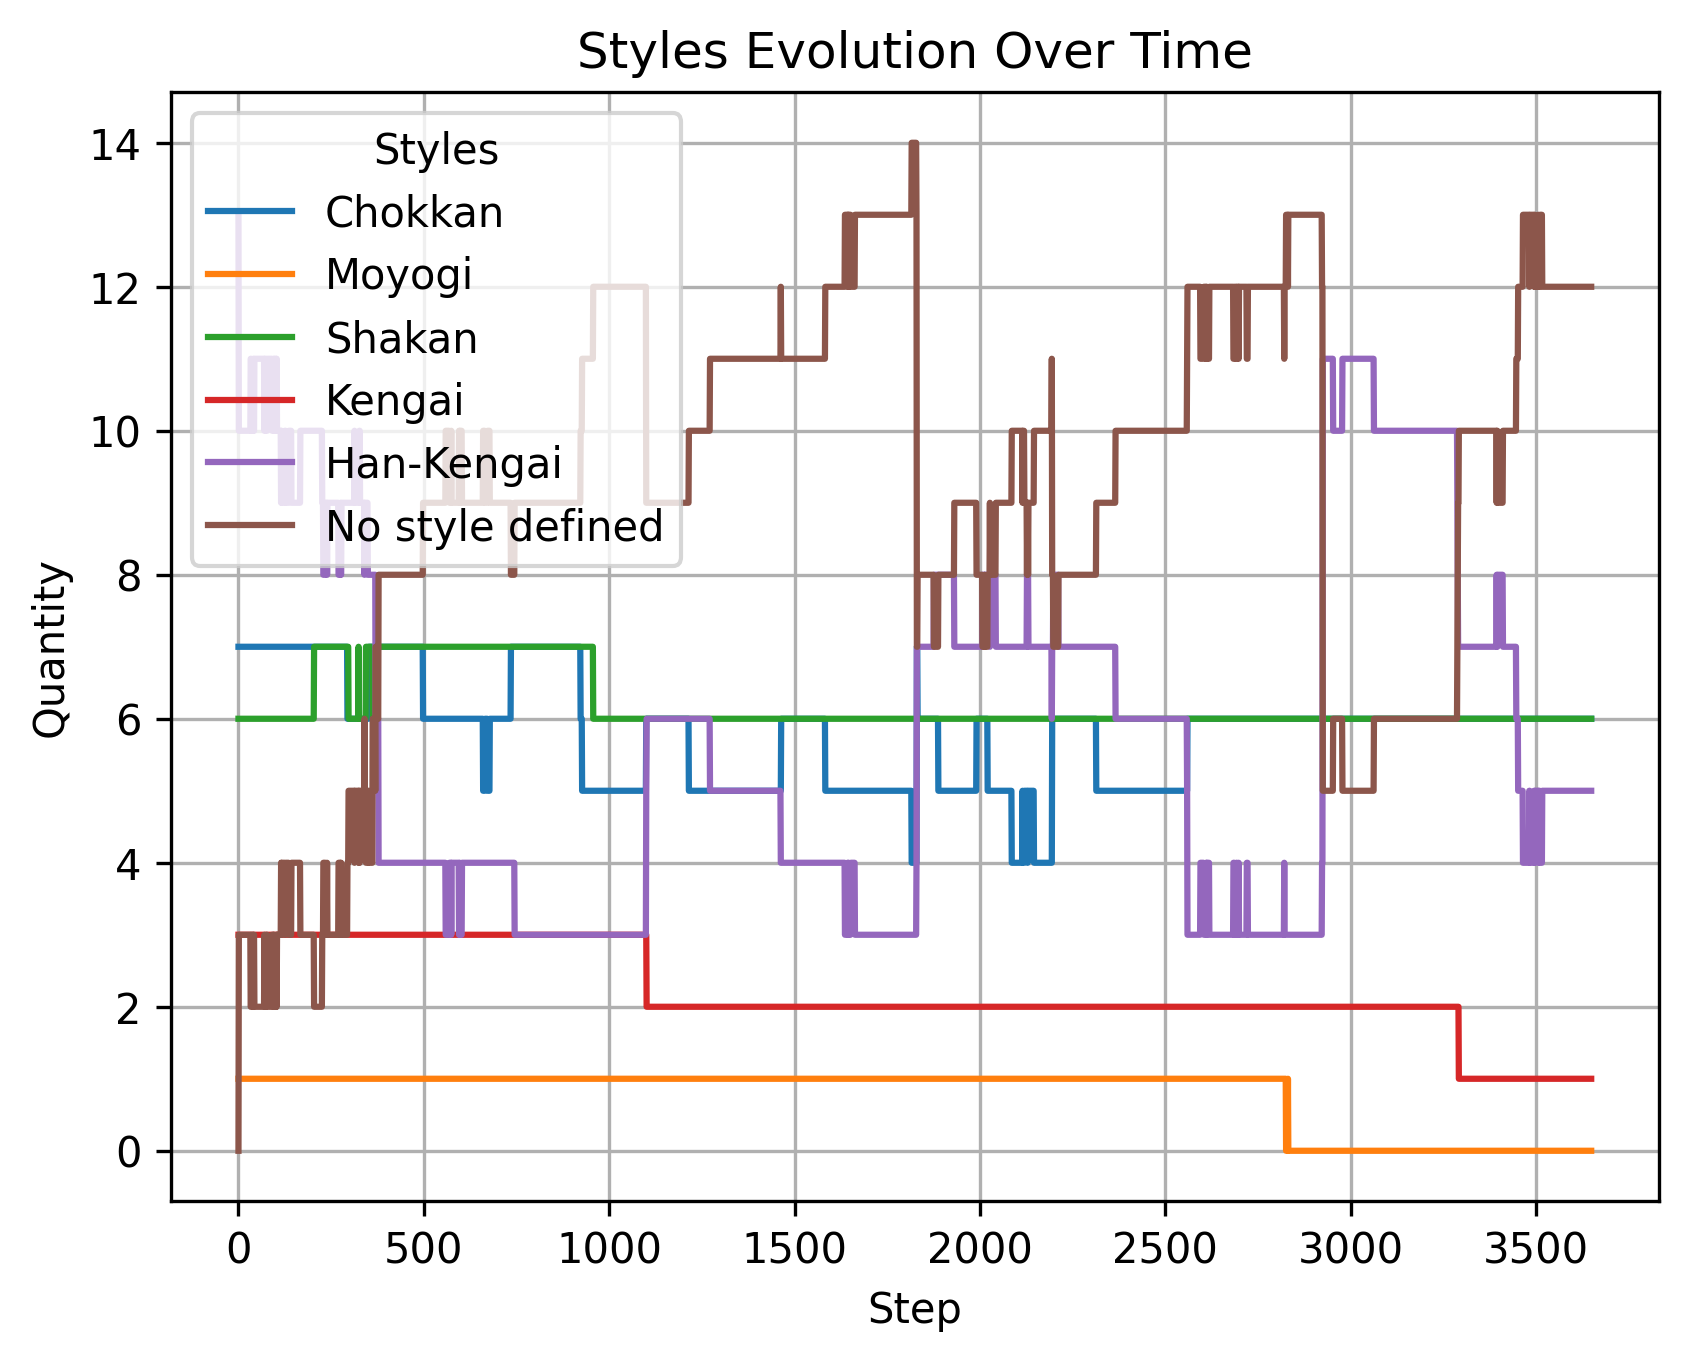 Styles Evolution Over Time
Styles
Chokkan
Moyogi
Shakan
Kengai
Han-Kengai
No style defined
Quantity
14
12
10
8
6
4
2
0
0 500 1000 1500 2000 2500 3000 3500
Step